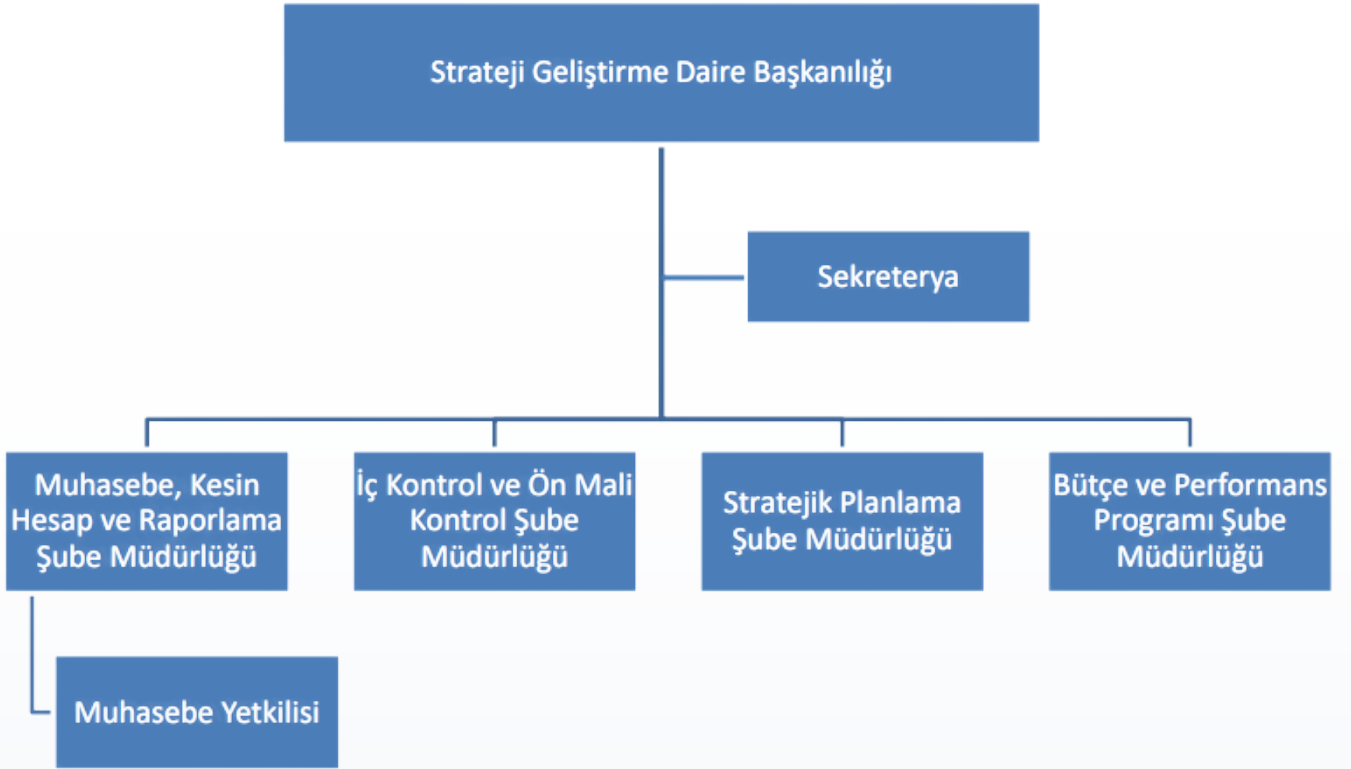 Strateji Geliştirme Daire Başkanılığı
Sekreterya
Muhasebe, Kesin
Hesap ve Raporlama
Şube Müdürlüğü
İç Kontrol ve Ön Mali
Kontrol Şube
Müdürlüğü
Stratejik Planlama
Şube Müdürlüğü
Bütçe ve Performans
Programı Şube
Müdürlüğü
Muhasebe Yetkilisi